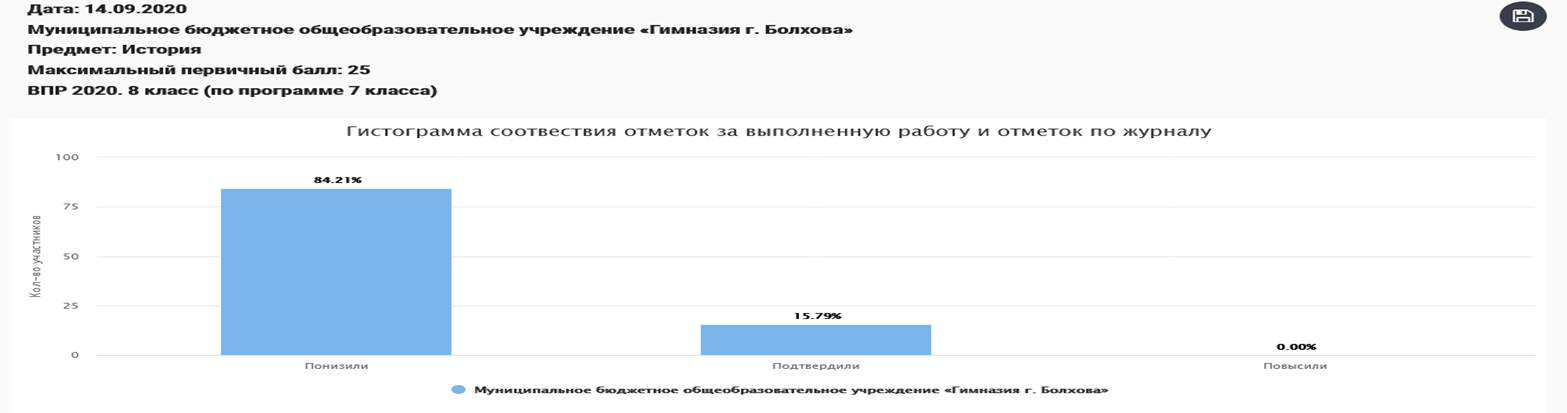 Дата: 14.09.2020
Муниципальное бюджетное общеобразовательное учреждение «Гимназия г. Болхова»
Предмет: История
Максимальный первичный балл: 25
ВПР 2020. 8 класс (по программе 7 класса)
Гистограмма соотвествия отметок за выполненную работу и отметок по журналу
Кол-во участников
100
75
50
25
0
84.21%
15.79%
0.00%
Понизили
Подтвердили
Повысили
Муниципальное бюджетное общеобразовательное учреждение «Гимназия г. Болхова»